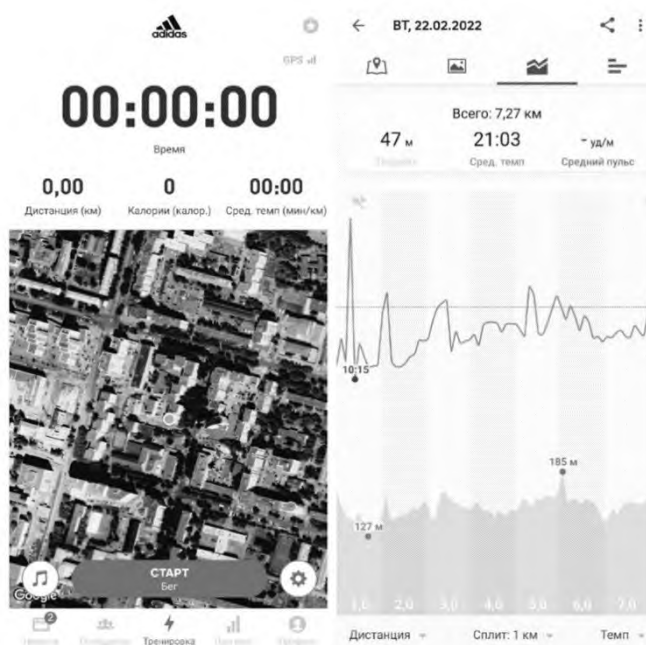 adidas
GPS
00:00:00
Время
0,00
0
00:00
Дистанция (км)
Калории (калор.)
Сред. темп (мин/км)
СТАРТ
Бег
Google
2
Тренировка
ВТ, 22.02.2022
Всего: 7,27 км
47 м
21:03
- уд/м
Сред. темп
Средний пульс
10:15
185 м
127 м
1,0 2,0 3,0 4,0 5,0 6,0 7,0
Дистанция
Сплит: 1 км
Темп